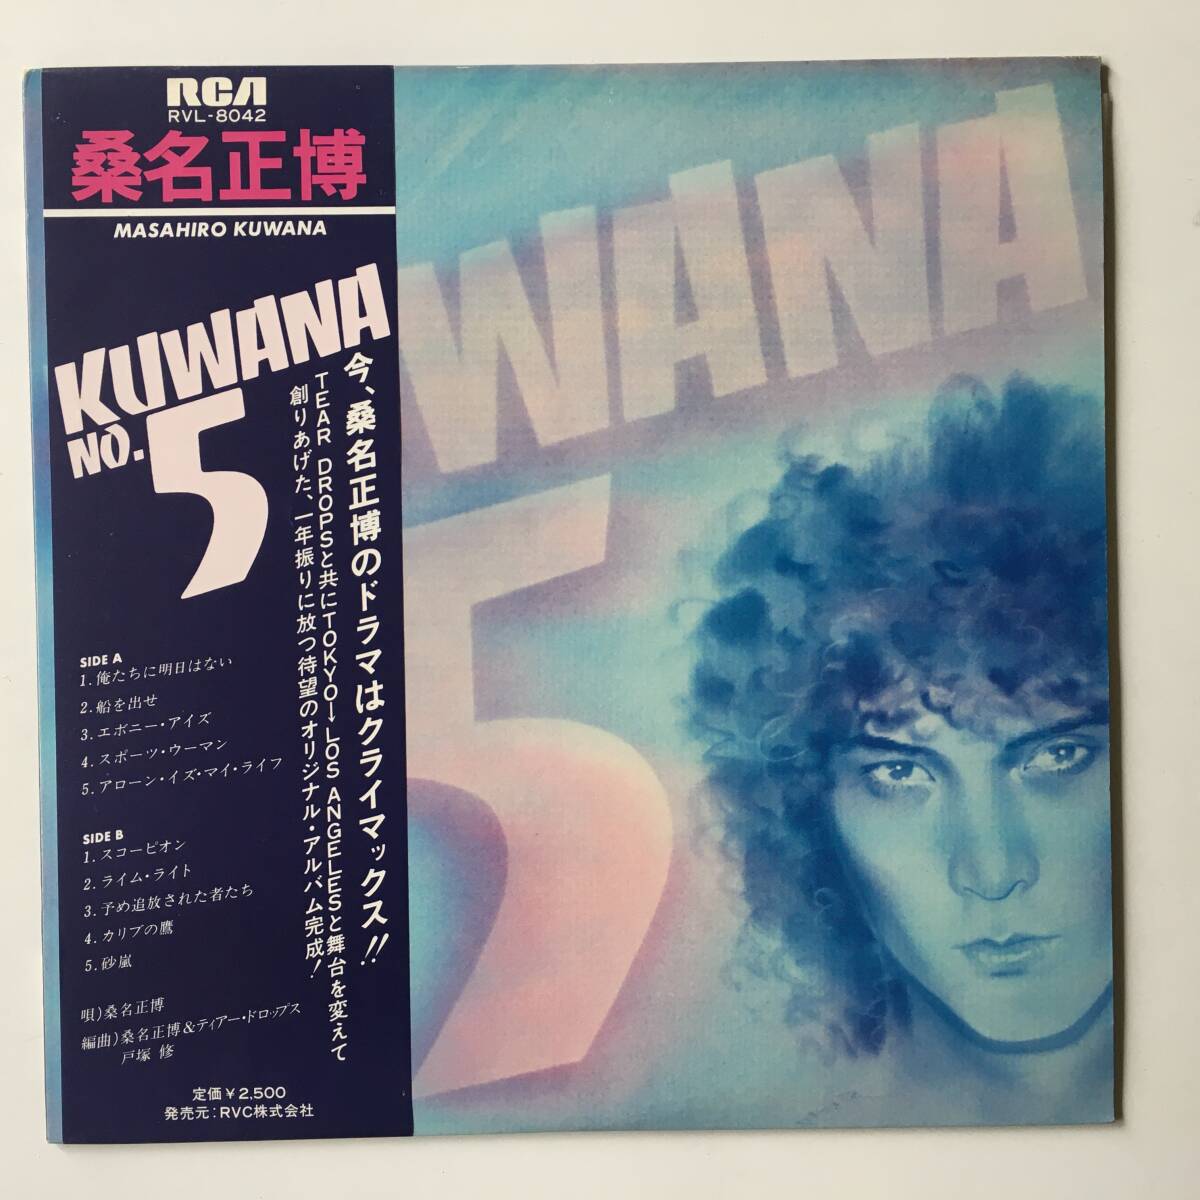 RCA
RVL-8042
桑名正博
MASAHIRO KUWANA
KUWANA
NO.5
今、桑名正博のドラマはクライマックス!!
TEAR DROPSと共にTOKYO→LOS ANGELESと舞台を変えて
創りあげた、一年振りに放つ待望のオリジナル・アルバム完成!
SIDE A
1. 俺たちに明日はない
2. 船を出せ
3. エボニー・アイズ
4. スポーツ・ウーマン
5. アローン・イズ・マイ・ライフ
SIDE B
1. スコーピオン
2. ライム・ライト
3. 予め追放された者たち
4. カリブの鷹
5. 砂嵐
唄)桑名正博
編曲)桑名正博&ティアー・ドロップス
戸塚 修
定価¥2,500
発売元:RVC株式会社
WANA
5